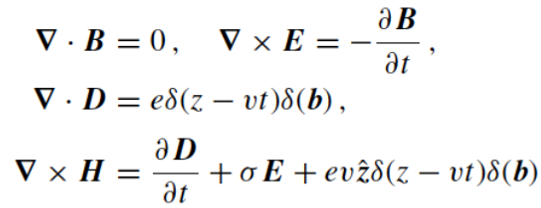 ∇ · B = 0 ,   ∇ × E = −∂B/∂t ,
∇ · D = eδ(z − vt)δ(b) ,
∇ × H = ∂D/∂t + σE + evẑδ(z − vt)δ(b)